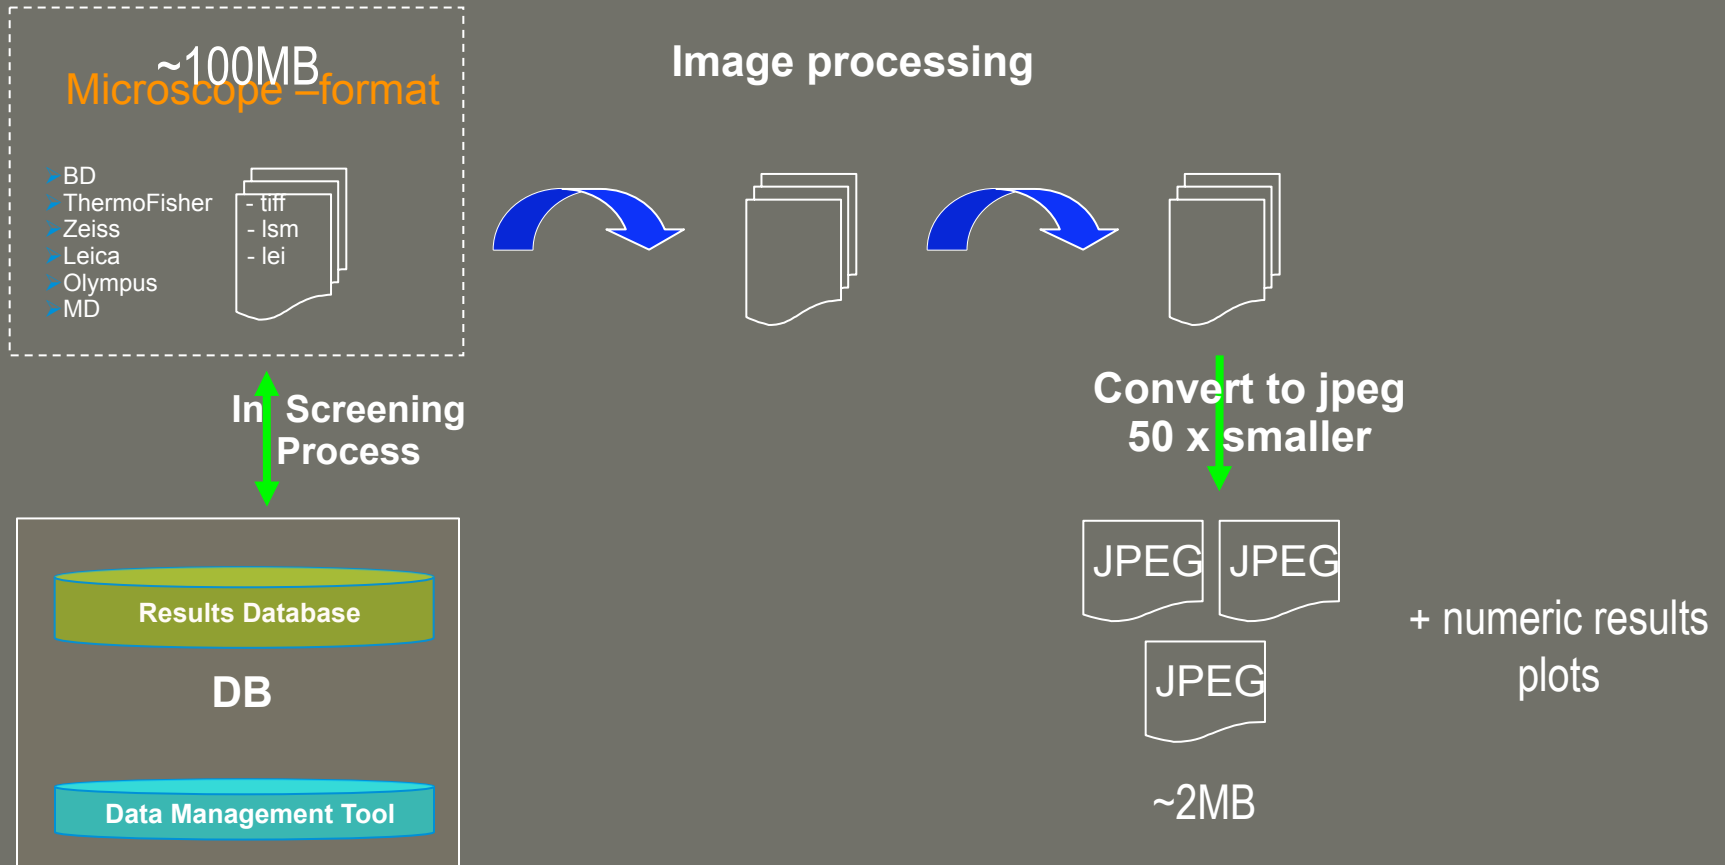 ~100MB
Microscope –format
Image processing
BD
ThermoFisher
Zeiss
Leica
Olympus
MD
- tiff
- lsm
- lei
In Screening
Process
Convert to jpeg
50 x smaller
Results Database
DB
Data Management Tool
JPEG
JPEG
JPEG
~2MB
+ numeric results
plots